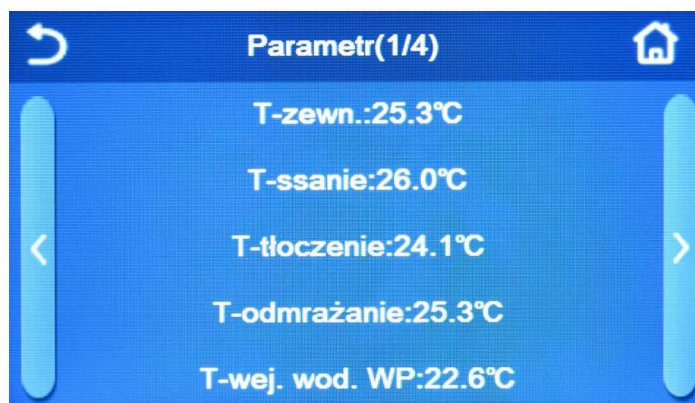 Parametr(1/4)
T-zewn.:25.3℃
T-ssanie:26.0℃
T-tłoczenie:24.1℃
T-odmrażanie:25.3℃
T-wej. wod. WP:22.6℃